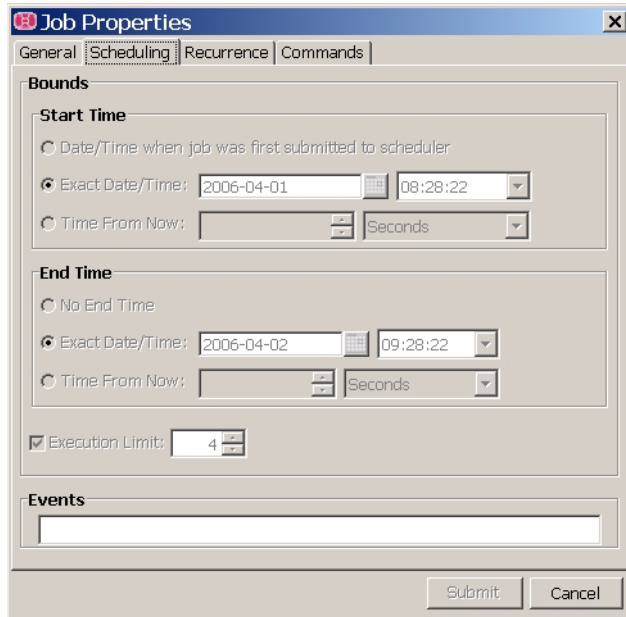 Job Properties
General Scheduling Recurrence Commands
Bounds
Start Time
Date/Time when job was first submitted to scheduler
Exact Date/Time: 2006-04-01 08:28:22
Time From Now: Seconds
End Time
No End Time
Exact Date/Time: 2006-04-02 09:28:22
Time From Now: Seconds
Execution Limit: 4
Events
Submit Cancel